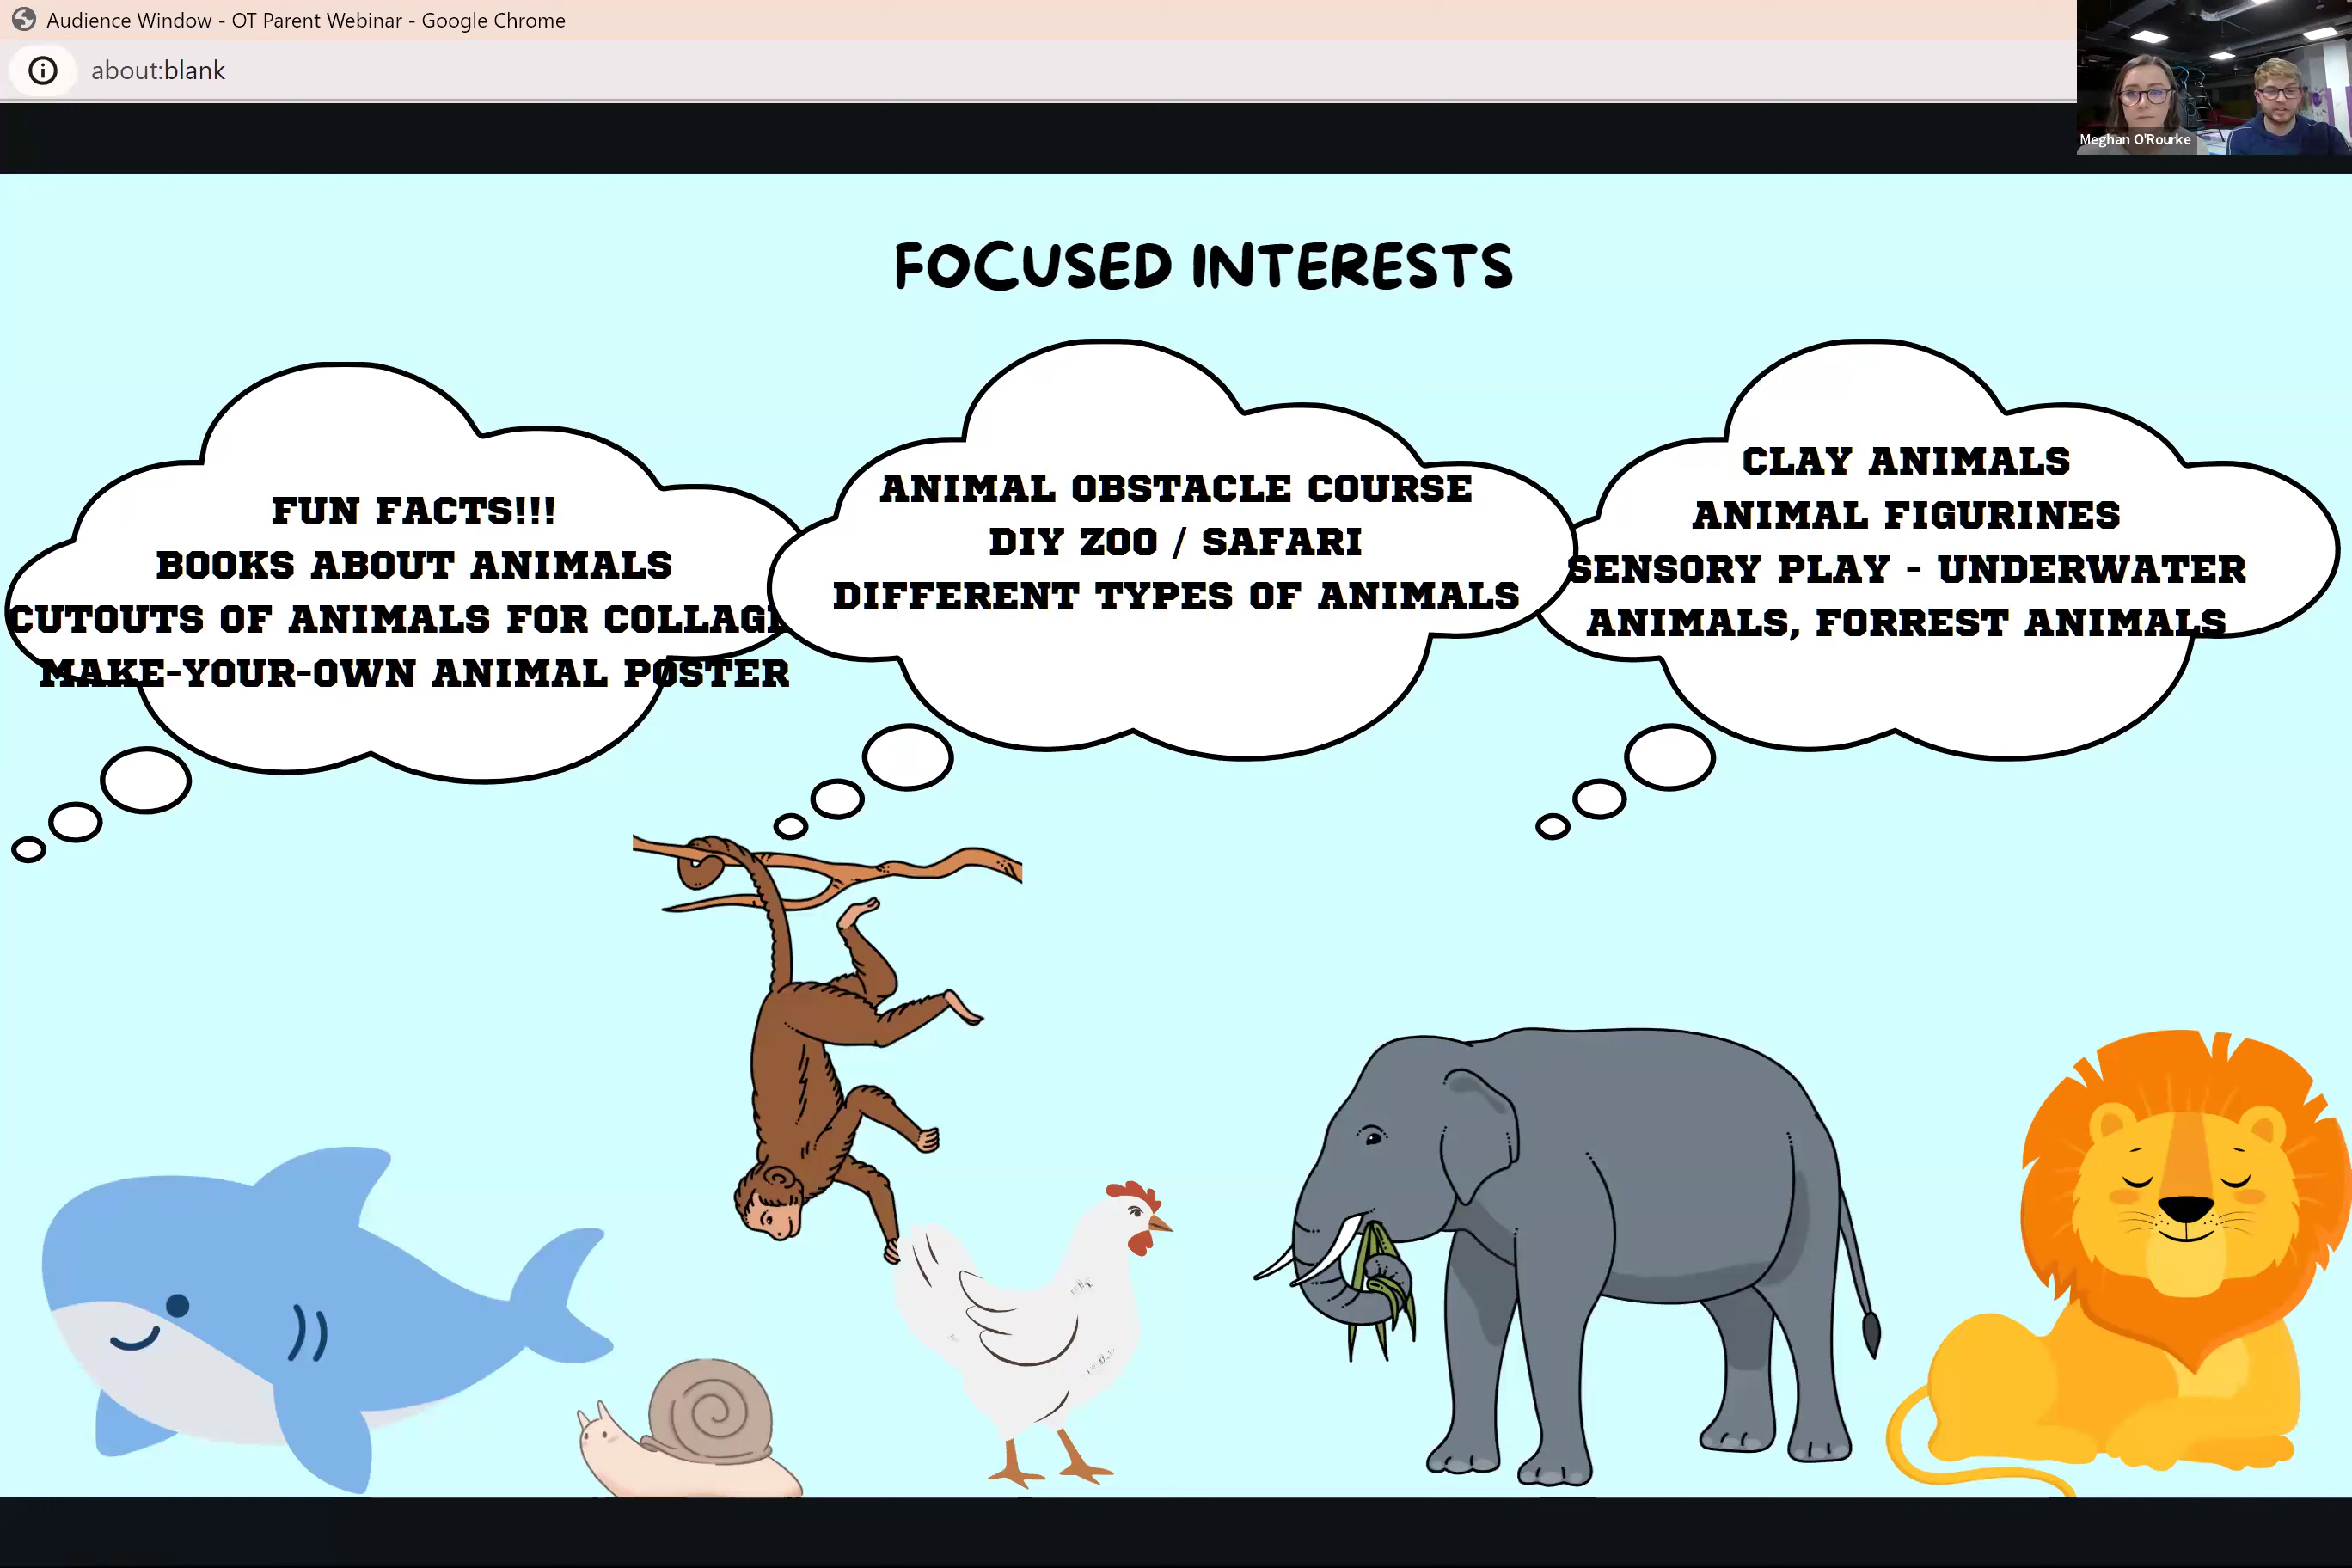 Audience Window - OT Parent Webinar - Google Chrome
about:blank
Meghan O'Rourke
FOCUSED INTERESTS
FUN FACTS!!!
BOOKS ABOUT ANIMALS
CUTOUTS OF ANIMALS FOR COLLAGE
MAKE-YOUR-OWN ANIMAL POSTER
ANIMAL OBSTACLE COURSE
DIY ZOO / SAFARI
DIFFERENT TYPES OF ANIMALS
CLAY ANIMALS
ANIMAL FIGURINES
SENSORY PLAY - UNDERWATER
ANIMALS, FORREST ANIMALS